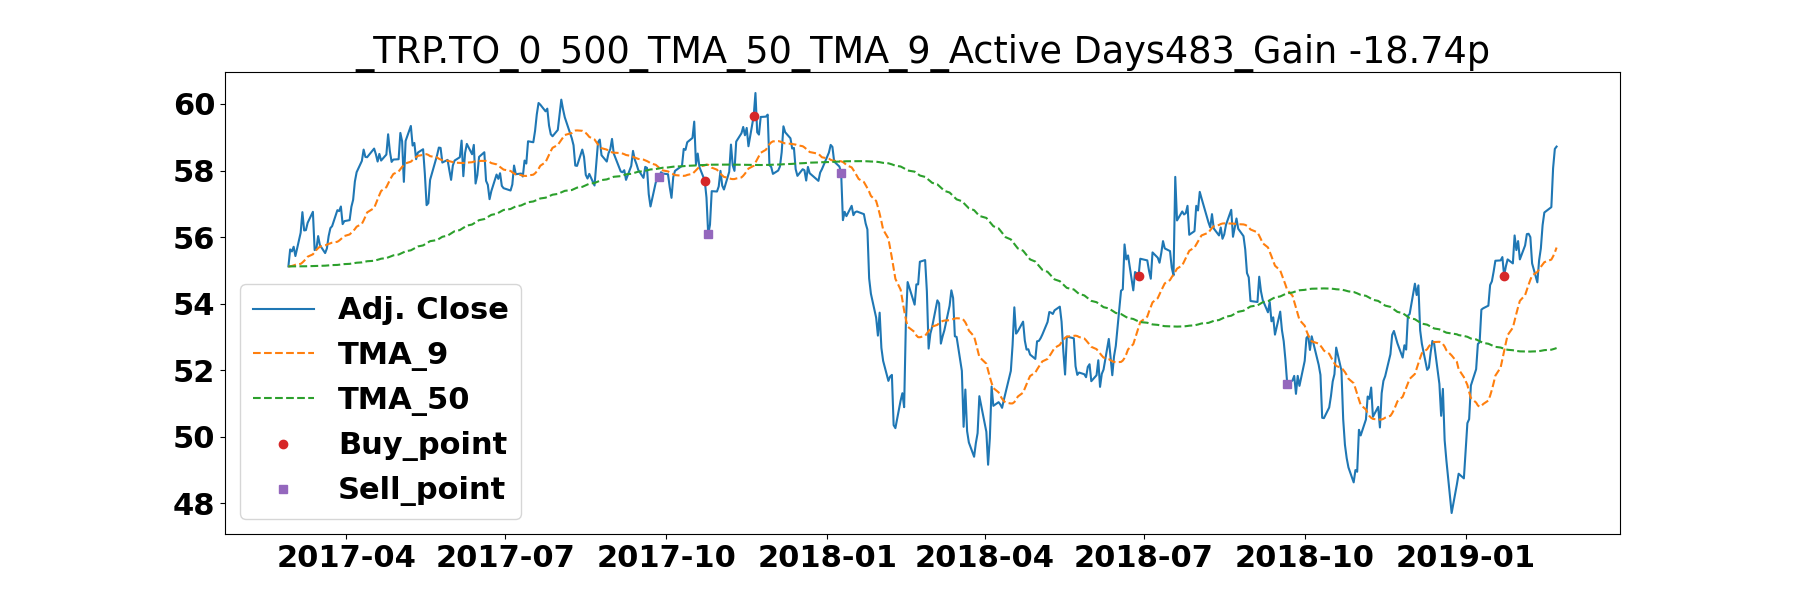 _TRP.TO_0_500_TMA_50_TMA_9_Active Days483_Gain -18.74p
60
58
56
54
52
50
48
Adj. Close
TMA_9
TMA_50
Buy_point
Sell_point
2017-04 2017-07 2017-10 2018-01 2018-04 2018-07 2018-10 2019-01